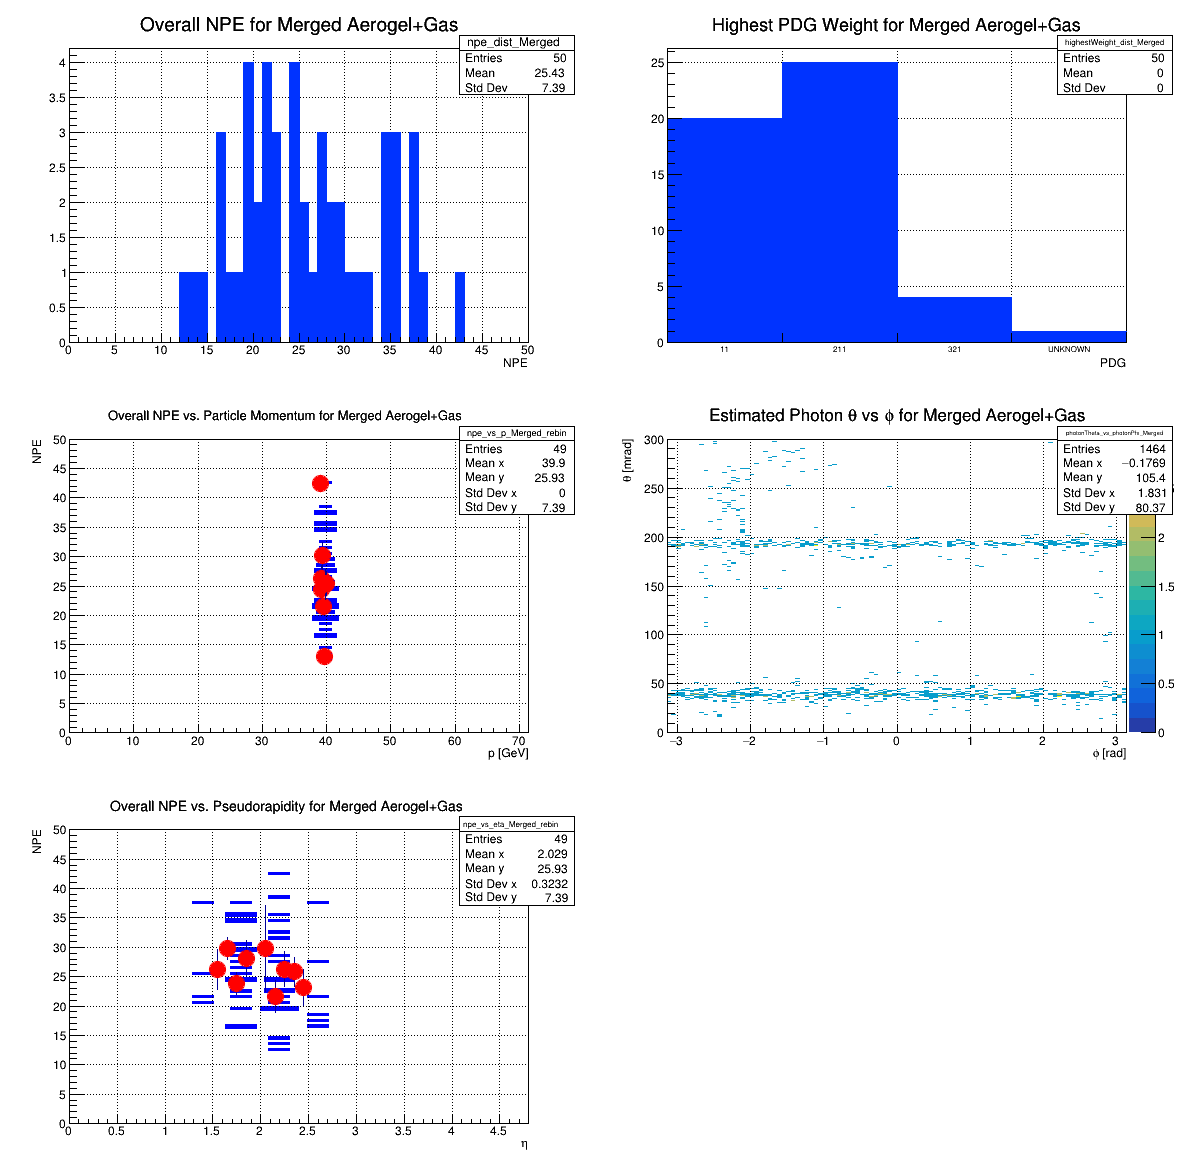 Overall NPE for Merged Aerogel+Gas
npe_dist_Merged
Entries 50
Mean 25.43
Std Dev 7.39
4
3.5
3
2.5
2
1.5
1
0.5
0
0 5 10 15 20 25 30 35 40 45 50
NPE
Highest PDG Weight for Merged Aerogel+Gas
highestWeight_dist_Merged
Entries 50
Mean 0
Std Dev 0
25
20
15
10
5
0
11 211 321 UNKNOWN
PDG
Overall NPE vs. Particle Momentum for Merged Aerogel+Gas
npe_vs_p_Merged_rebin
Entries 49
Mean x 39.9
Mean y 25.93
Std Dev x 0
Std Dev y 7.39
NPE
50
45
40
35
30
25
20
15
10
5
0
0 10 20 30 40 50 60 70
p [GeV]
Estimated Photon θ vs ϕ for Merged Aerogel+Gas
photonTheta_vs_photonPhi_Merged
Entries 1464
Mean x −0.1769
Mean y 105.4
Std Dev x 1.831
Std Dev y 80.37
θ [mrad]
300
250
200
150
100
50
0
−3 −2 −1 0 1 2 3
ϕ [rad]
2
1.5
1
0.5
0
Overall NPE vs. Pseudorapidity for Merged Aerogel+Gas
npe_vs_eta_Merged_rebin
Entries 49
Mean x 2.029
Mean y 25.93
Std Dev x 0.3232
Std Dev y 7.39
NPE
50
45
40
35
30
25
20
15
10
5
0
0 0.5 1 1.5 2 2.5 3 3.5 4 4.5
η